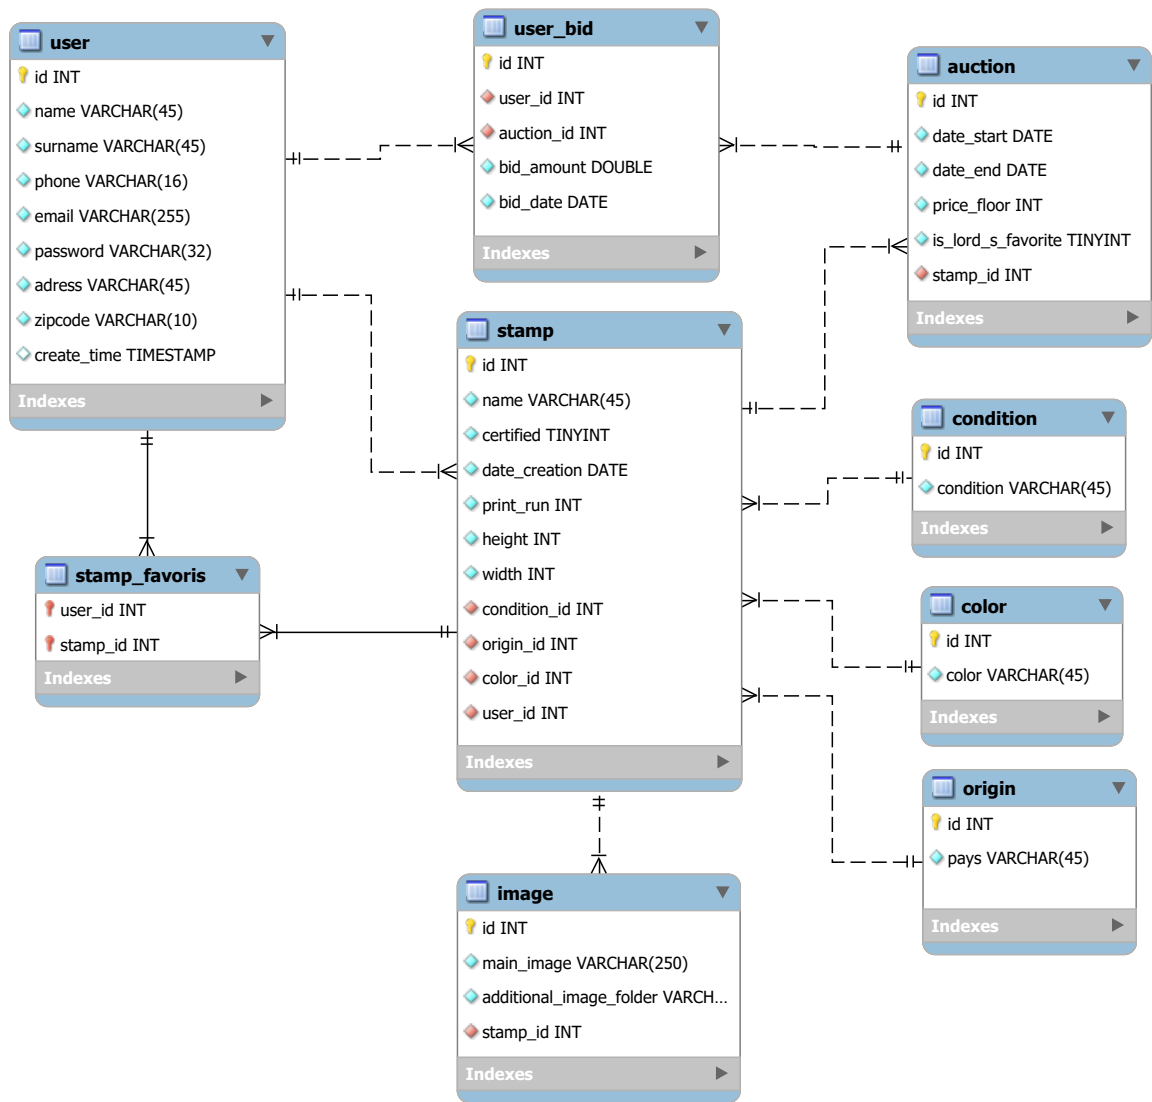 user
id INT
name VARCHAR(45)
surname VARCHAR(45)
phone VARCHAR(16)
email VARCHAR(255)
password VARCHAR(32)
adress VARCHAR(45)
zipcode VARCHAR(10)
create_time TIMESTAMP
Indexes
user_bid
id INT
user_id INT
auction_id INT
bid_amount DOUBLE
bid_date DATE
Indexes
auction
id INT
date_start DATE
date_end DATE
price_floor INT
is_lord_s_favorite TINYINT
stamp_id INT
Indexes
stamp
id INT
name VARCHAR(45)
certified TINYINT
date_creation DATE
print_run INT
height INT
width INT
condition_id INT
origin_id INT
color_id INT
user_id INT
Indexes
condition
id INT
condition VARCHAR(45)
Indexes
stamp_favoris
user_id INT
stamp_id INT
Indexes
color
id INT
color VARCHAR(45)
Indexes
origin
id INT
pays VARCHAR(45)
Indexes
image
id INT
main_image VARCHAR(250)
additional_image_folder VARCH...
stamp_id INT
Indexes